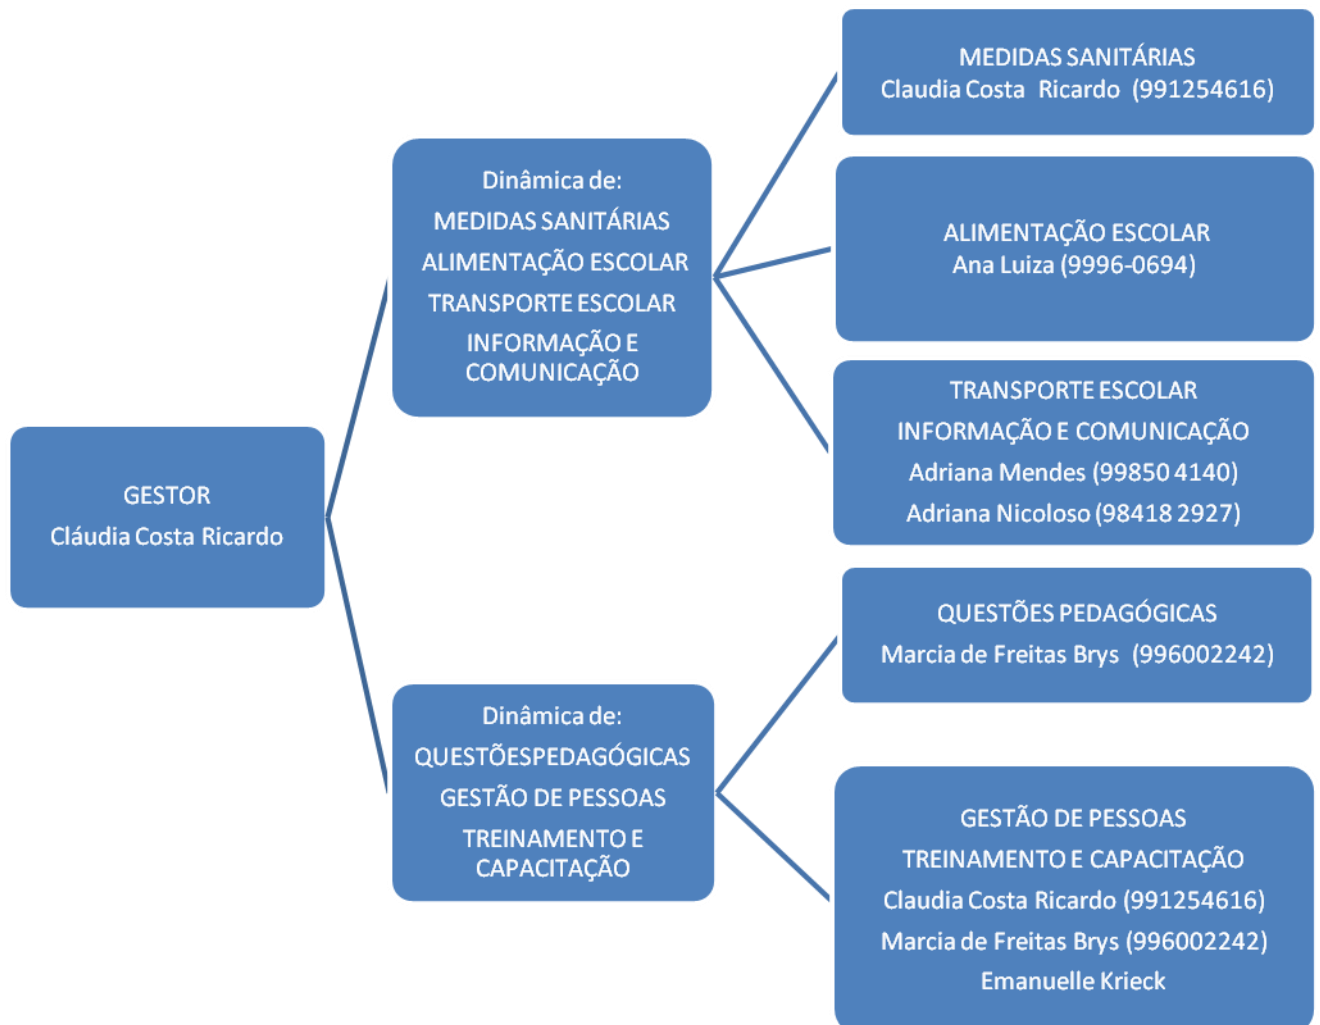 GESTOR
Cláudia Costa Ricardo
Dinâmica de:
MEDIDAS SANITÁRIAS
ALIMENTAÇÃO ESCOLAR
TRANSPORTE ESCOLAR
INFORMAÇÃO E
COMUNICAÇÃO
MEDIDAS SANITÁRIAS
Claudia Costa Ricardo (991254616)
ALIMENTAÇÃO ESCOLAR
Ana Luiza (9996-0694)
TRANSPORTE ESCOLAR
INFORMAÇÃO E COMUNICAÇÃO
Adriana Mendes (99850 4140)
Adriana Nicoloso (98418 2927)
Dinâmica de:
QUESTÕESPEDAGÓGICAS
GESTÃO DE PESSOAS
TREINAMENTO E
CAPACITAÇÃO
QUESTÕES PEDAGÓGICAS
Marcia de Freitas Brys (996002242)
GESTÃO DE PESSOAS
TREINAMENTO E CAPACITAÇÃO
Claudia Costa Ricardo (991254616)
Marcia de Freitas Brys (996002242)
Emanuelle Krieck